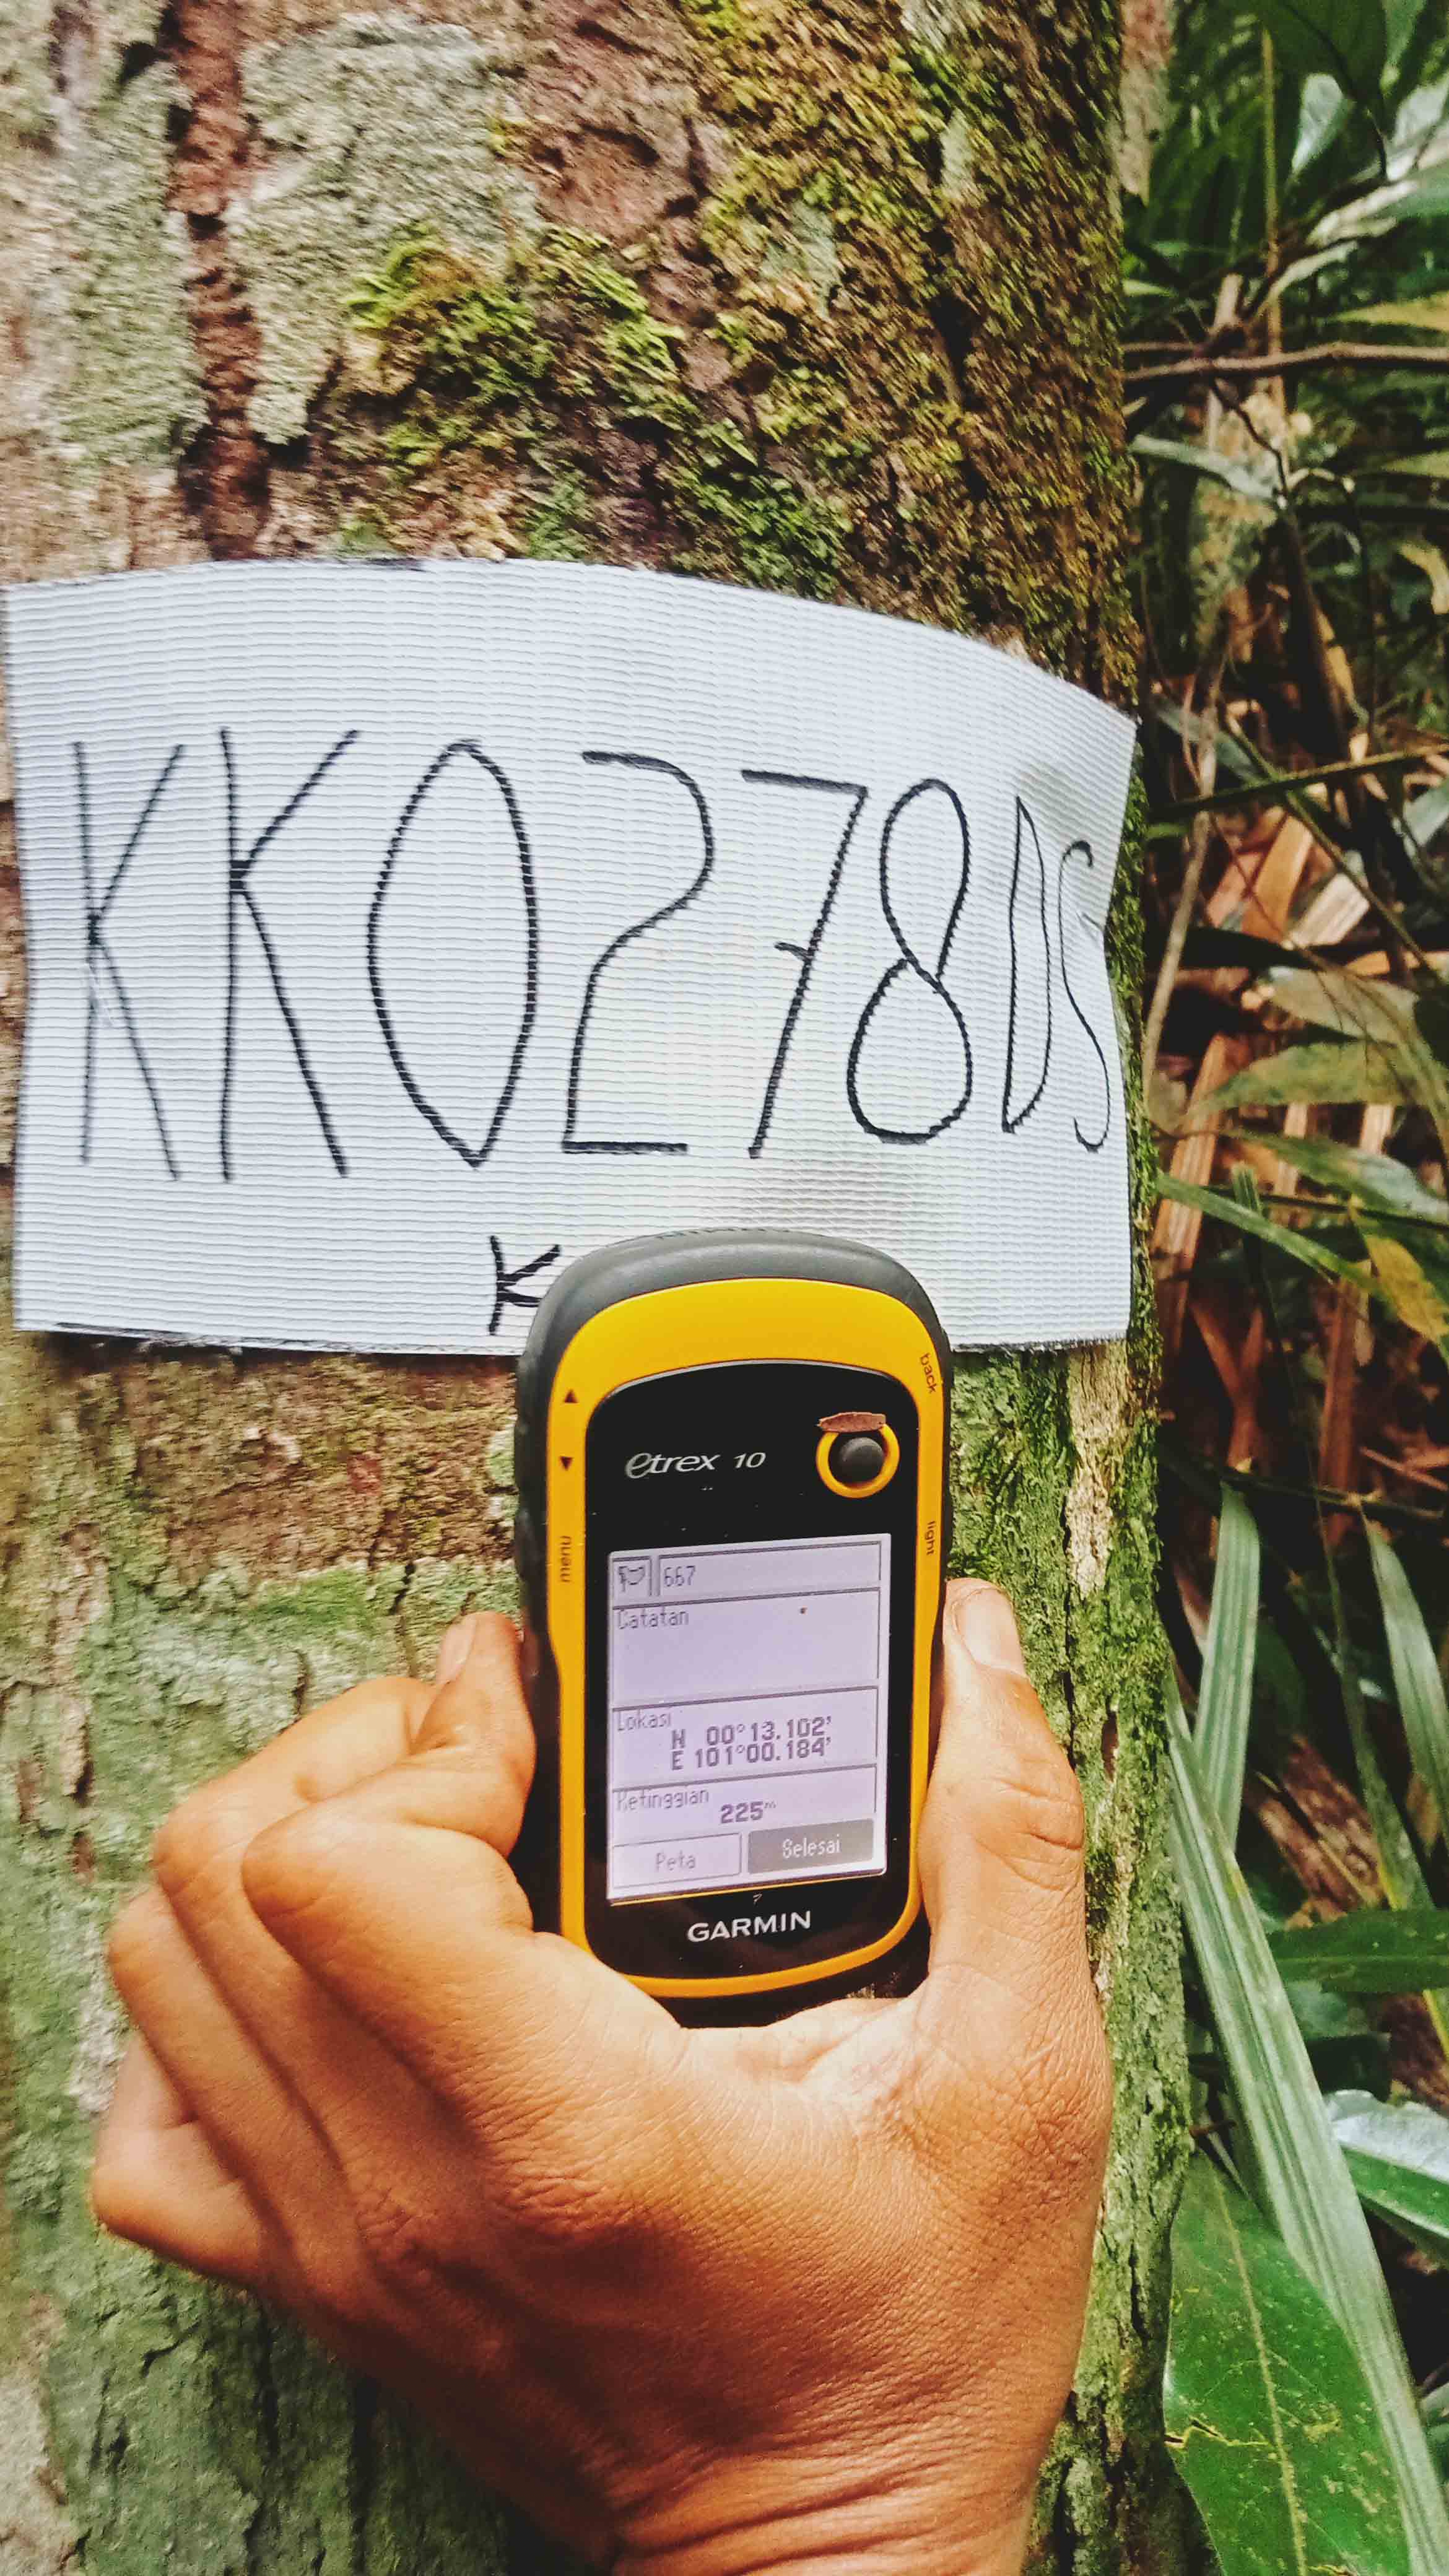 KK0278DS
K
back
etrex 10
light
menu
667
Catatan
Lokasi
N 00°13.102'
E 101°00.184'
Ketinggian
225m
Peta
Selesai
GARMIN